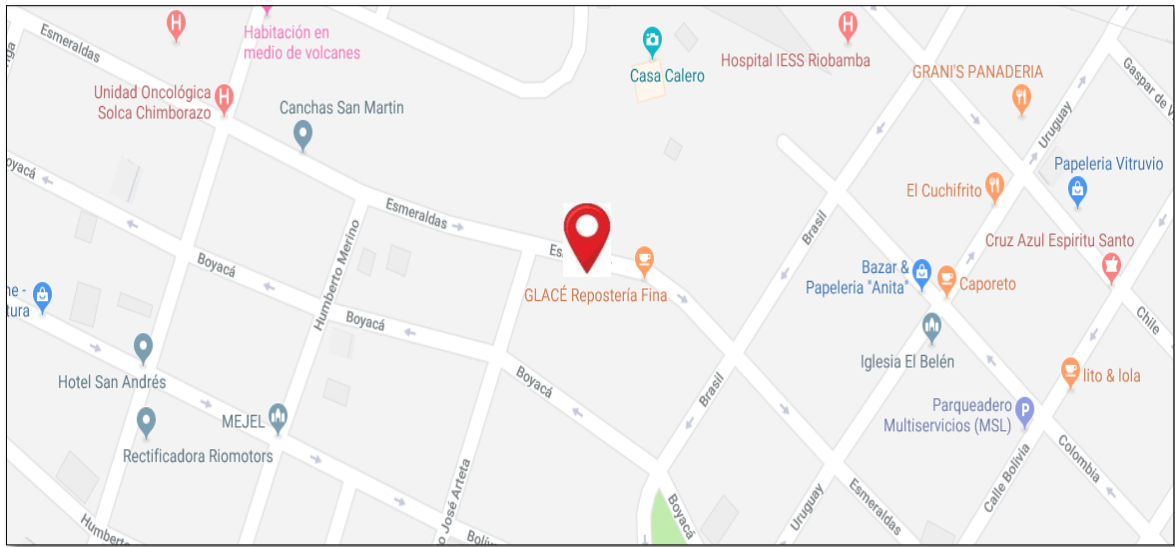 Esmeraldas
Habitación en
medio de volcanes
Casa Calero
Hospital IESS Riobamba
GRANI'S PANADERIA
Gaspar de V
Unidad Oncológica
Solca Chimborazo
Canchas San Martin
Uruguay
Papeleria Vitruvio
El Cuchifrito
Esmeraldas
Brasil
Humberto Merino
Cruz Azul Espiritu Santo
Boyacá
Bazar &
Papeleria "Anita"
Caporeto
GLACÉ Repostería Fina
Chile
Boyacá
Iglesia El Belén
Hotel San Andrés
Boyacá
Brasil
lito & lola
MEJEL
Parqueadero
Multiservicios (MSL)
Rectificadora Riomotors
Colombia
José Arteta
Calle Bolivia
Esmeraldas
Uruguay
Boyacá
Humberto